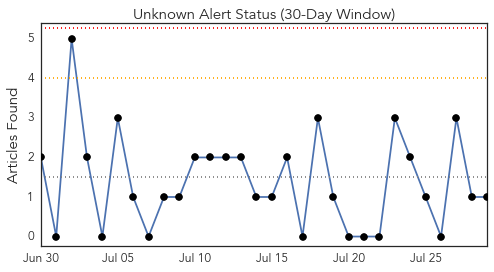 Unknown Alert Status (30-Day Window)
Articles Found
5
4
3
2
1
0
Jun 30
Jul 05
Jul 10
Jul 15
Jul 20
Jul 25